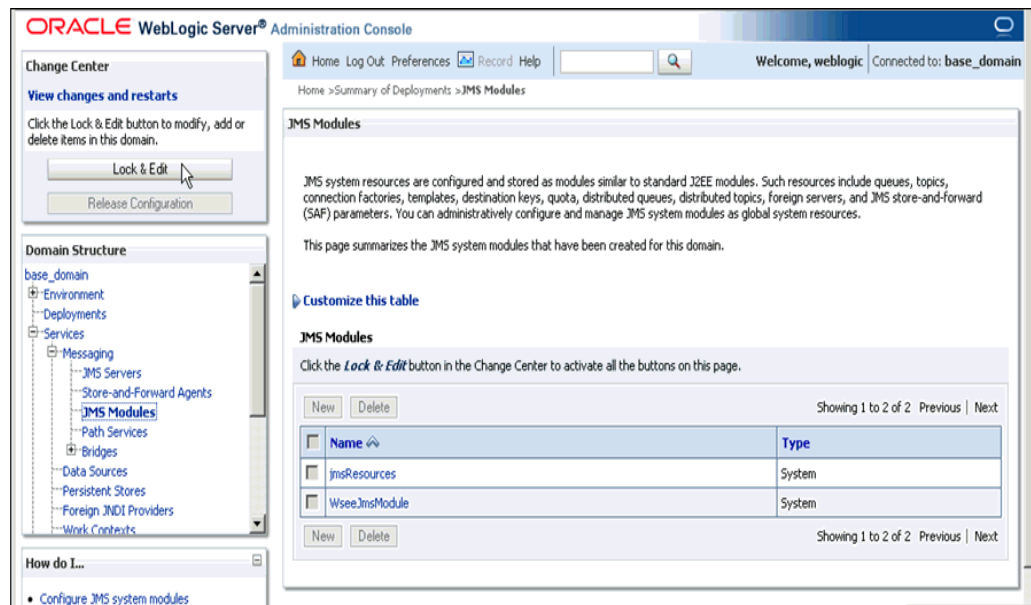 ORACLE WebLogic Server® Administration Console
Change Center
View changes and restarts
Click the Lock & Edit button to modify, add or
delete items in this domain.
Lock & Edit
Release Configuration
Domain Structure
base_domain
Environment
Deployments
Services
Messaging
JMS Servers
Store-and-Forward Agents
JMS Modules
Path Services
Bridges
Data Sources
Persistent Stores
Foreign JNDI Providers
Work Contexts
How do I...
Configure JMS system modules
Home Log Out Preferences Record Help
Welcome, weblogic Connected to: base_domain
Home >Summary of Deployments >JMS Modules
JMS Modules
JMS system resources are configured and stored as modules similar to standard J2EE modules. Such resources include queues, topics,
connection factories, templates, destination keys, quota, distributed queues, distributed topics, foreign servers, and JMS store-and-forward
(SAF) parameters. You can administratively configure and manage JMS system modules as global system resources.
This page summarizes the JMS system modules that have been created for this domain.
Customize this table
JMS Modules
Click the Lock & Edit button in the Change Center to activate all the buttons on this page.
New Delete Showing 1 to 2 of 2 Previous | Next
Name Type
jmsResources System
WseeJmsModule System
New Delete Showing 1 to 2 of 2 Previous | Next